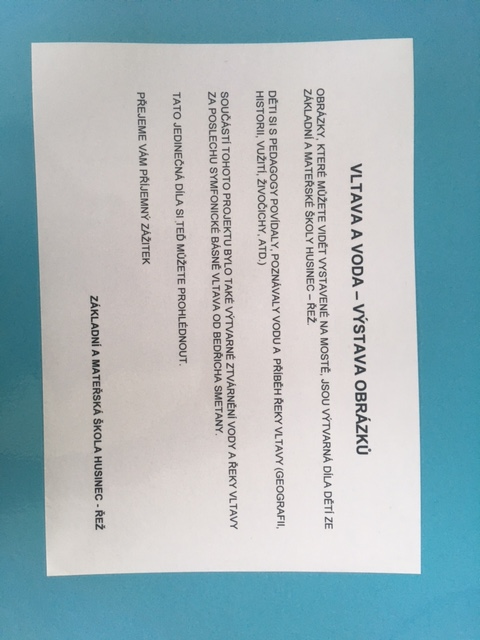 VLTAVA A VODA – VÝSTAVA OBRÁZKŮ
OBRÁZKY, KTERÉ MŮŽETE VIDĚT VYSTAVENÉ NA MOSTĚ, JSOU VÝTVARNÁ DÍLA DĚTÍ ZE
ZÁKLADNÍ A MATEŘSKÉ ŠKOLY HUSINEC – ŘEŽ.
DĚTI SI S PEDAGOGY POVÍDALY, POZNÁVALY VODU A PŘÍBĚH ŘEKY VLTAVY (GEOGRAFII,
HISTORII, VUŽITÍ, ŽIVOČICHY, ATD.)
SOUČÁSTÍ TOHOTO PROJEKTU BYLO TAKÉ VÝTVARNÉ ZTVÁRNĚNÍ VODY A ŘEKY VLTAVY
ZA POSLECHU SYMFONICKÉ BÁSNĚ VLTAVA OD BEDŘICHA SMETANY.
TATO JEDINEČNÁ DÍLA SI TEĎ MŮŽETE PROHLÉDNOUT.
PŘEJEME VÁM PŘÍJEMNÝ ZÁŽITEK
ZÁKLADNÍ A MATEŘSKÁ ŠKOLA HUSINEC - ŘEŽ